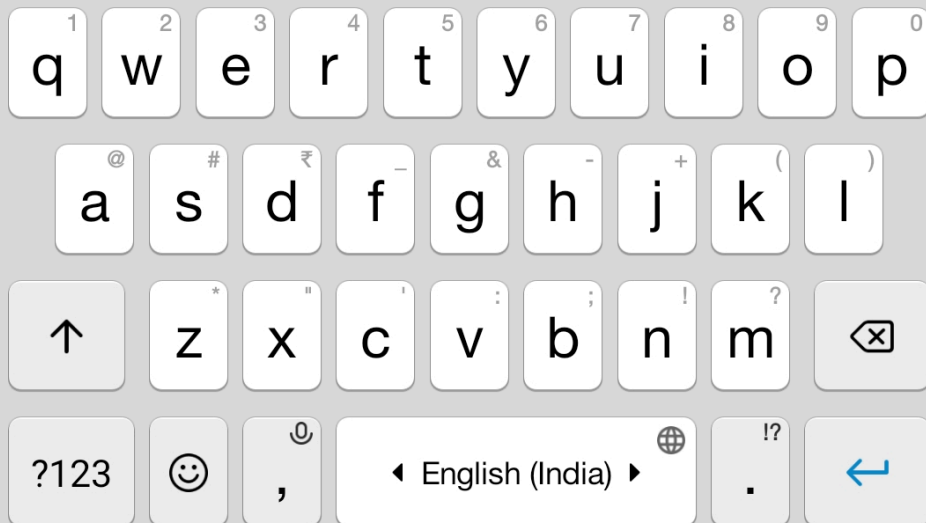 1 2 3 4 5 6 7 8 9 0
q w e r t y u i o p
@ # ₹ _ & - + ( )
a s d f g h j k l
* " ' : ; ! ?
z x c v b n m
!?
?123 , English (India) .